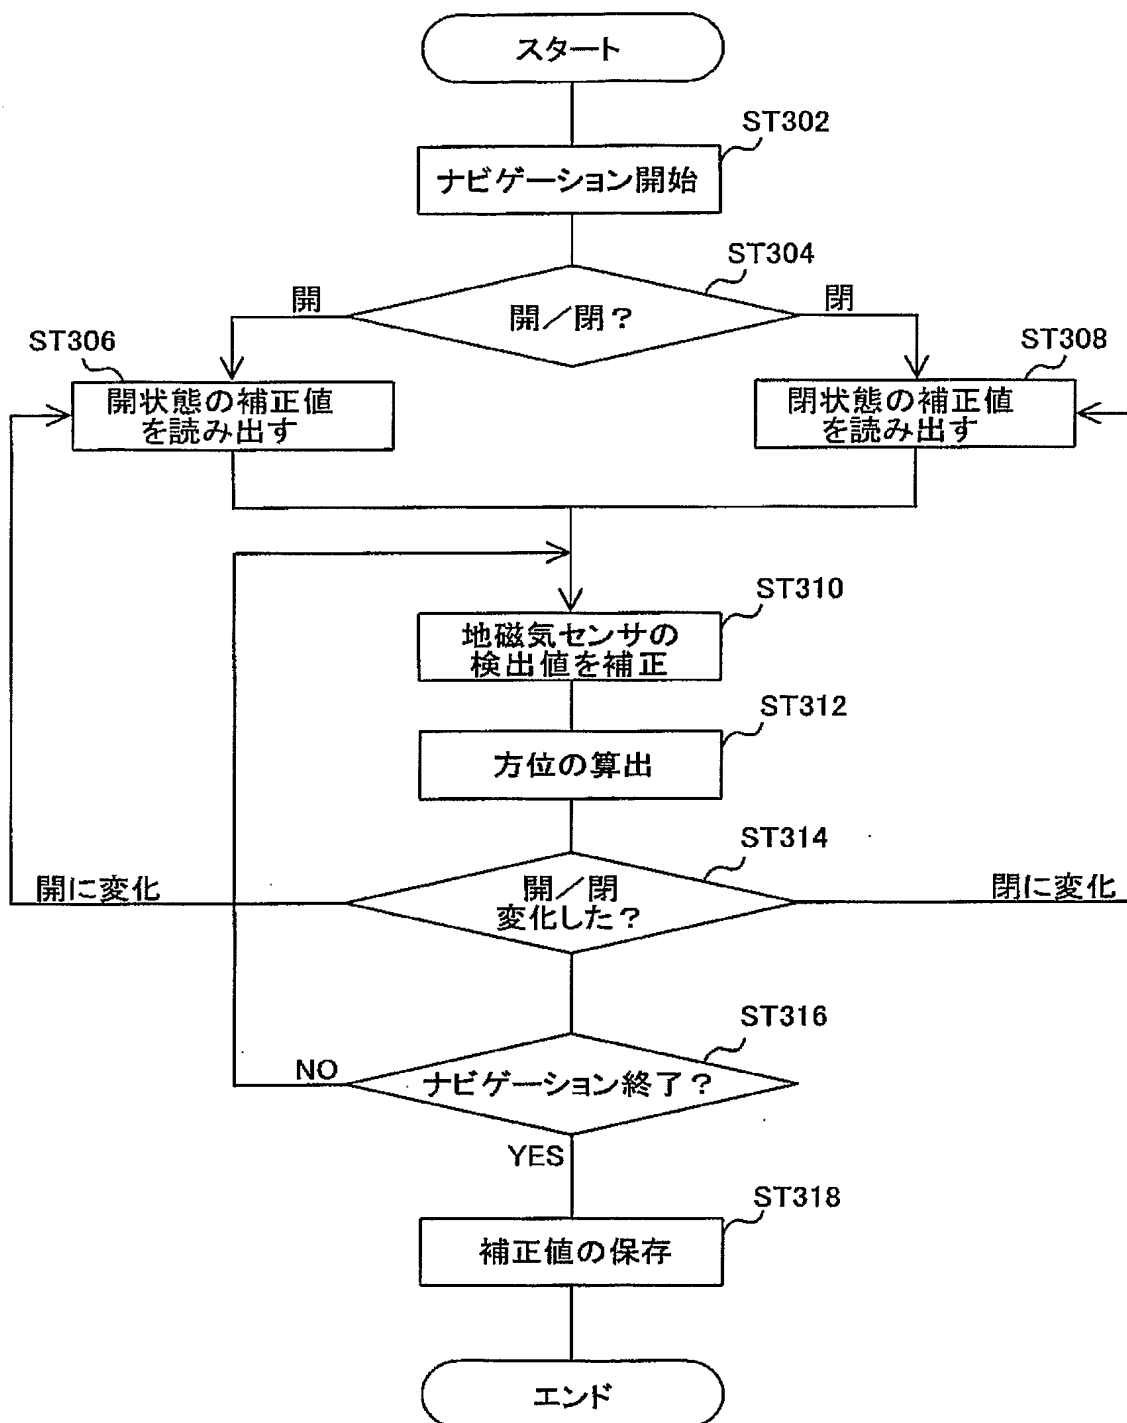 スタート
ST302
ナビゲーション開始
ST304
開
開／閉？
閉
ST306
開状態の補正値
を読み出す
ST308
閉状態の補正値
を読み出す
ST310
地磁気センサの
検出値を補正
ST312
方位の算出
ST314
開に変化
開／閉
変化した？
閉に変化
ST316
NO
ナビゲーション終了？
YES
ST318
補正値の保存
エンド